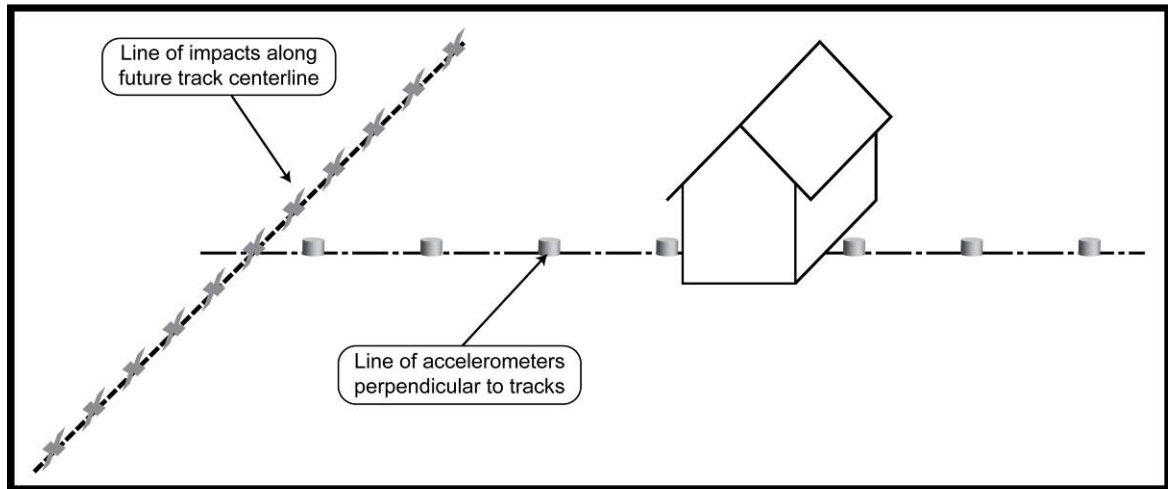 Line of impacts along
future track centerline
Line of accelerometers
perpendicular to tracks